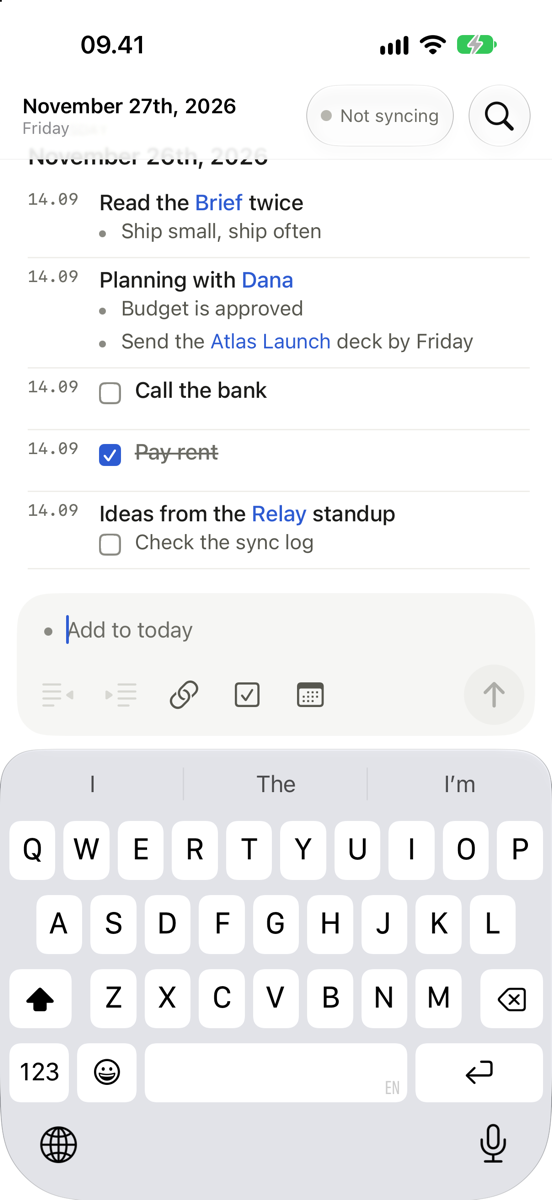 09.41
November 27th, 2026
Friday
Not syncing
November 26th, 2026
14.09
Read the Brief twice
Ship small, ship often
14.09
Planning with Dana
Budget is approved
Send the Atlas Launch deck by Friday
14.09
Call the bank
14.09
Pay rent
14.09
Ideas from the Relay standup
Check the sync log
Add to today
I The I’m
Q W E R T Y U I O P
A S D F G H J K L
Z X C V B N M
123
EN